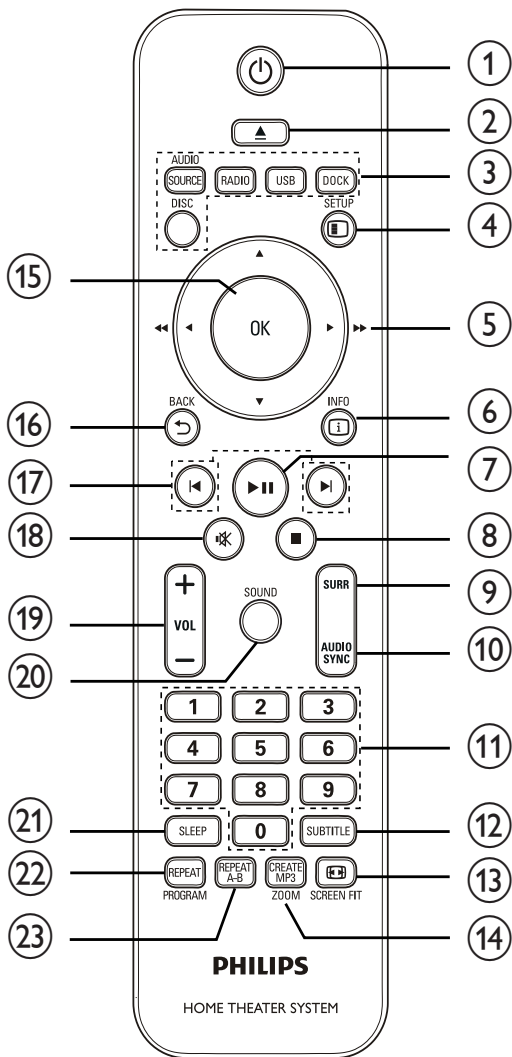 1
2
AUDIO
SOURCE RADIO USB DOCK
3
DISC SETUP
4
15
OK
5
BACK INFO
16
6
17
7
18
8
+ SURR
9
SOUND
19 VOL
AUDIO SYNC
10
−
20
1 2 3
4 5 6
11
7 8 9
21
SLEEP 0 SUBTITLE
12
22
REPEAT REPEAT A-B CREATE MP3
13
PROGRAM ZOOM SCREEN FIT
23
14
PHILIPS
HOME THEATER SYSTEM